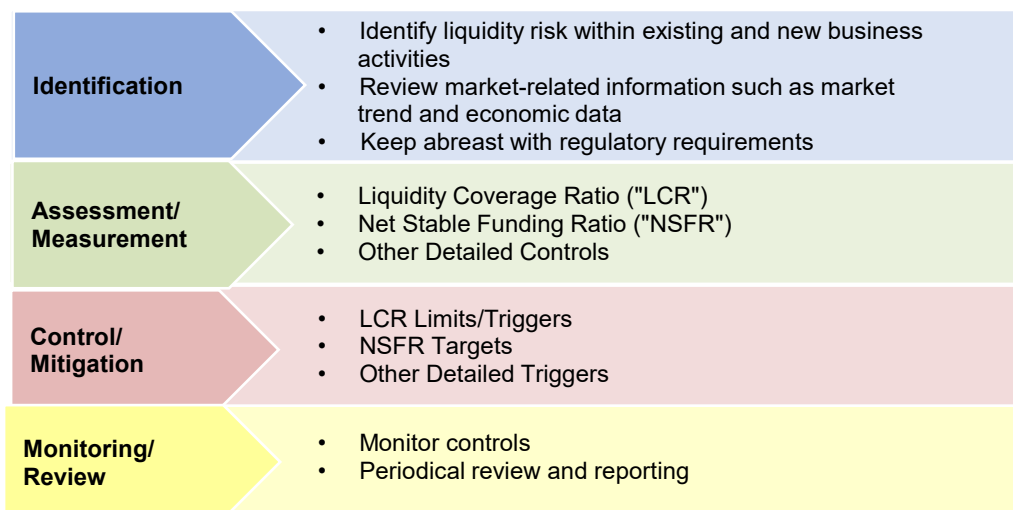 Identification
• Identify liquidity risk within existing and new business
activities
• Review market-related information such as market
trend and economic data
• Keep abreast with regulatory requirements
Assessment/
Measurement
• Liquidity Coverage Ratio ("LCR")
• Net Stable Funding Ratio ("NSFR")
• Other Detailed Controls
Control/
Mitigation
• LCR Limits/Triggers
• NSFR Targets
• Other Detailed Triggers
Monitoring/
Review
• Monitor controls
• Periodical review and reporting